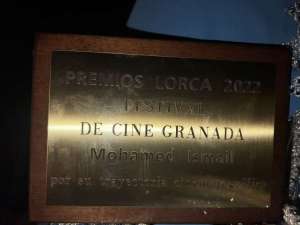 PREMIOS LORCA 2022
FESTIVAL
DE CINE GRANADA
Mohamed Ismail
por su trayectoria